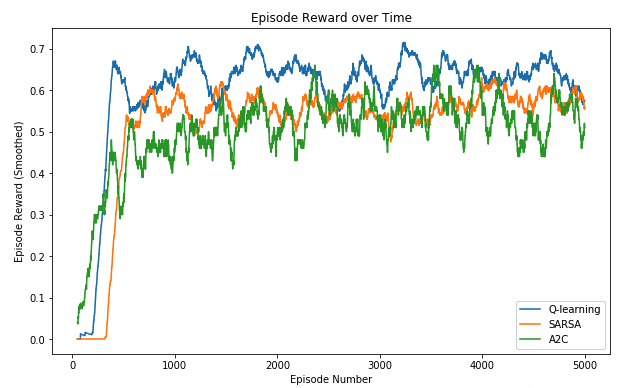 Episode Reward over Time
Episode Reward (Smoothed)
0.7
0.6
0.5
0.4
0.3
0.2
0.1
0.0
0
1000
2000
3000
4000
5000
Episode Number
Q-learning
SARSA
A2C